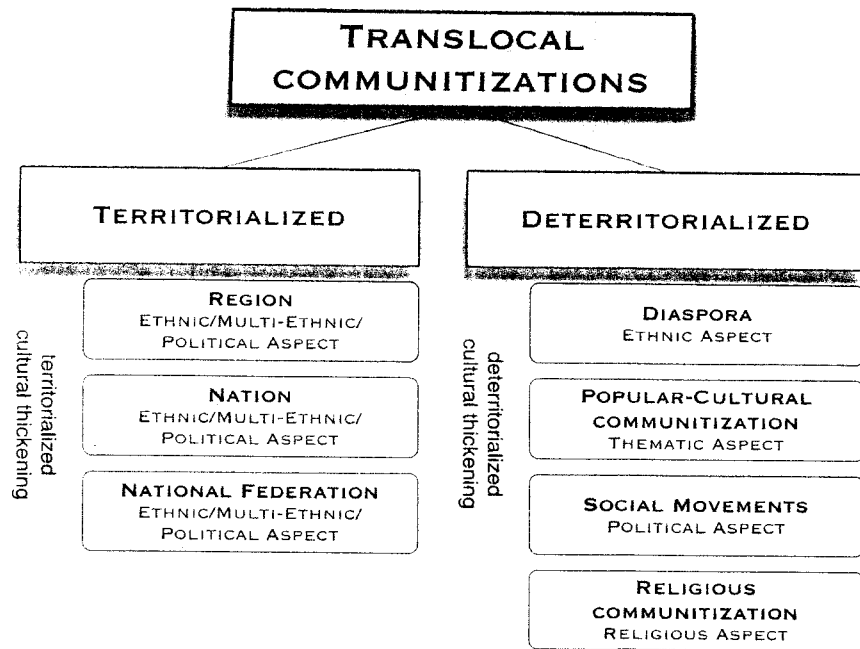 TRANSLOCAL
COMMUNITIZATIONS
TERRITORIALIZED
territorialized
cultural thickening
REGION
ETHNIC/MULTI-ETHNIC/
POLITICAL ASPECT
NATION
ETHNIC/MULTI-ETHNIC/
POLITICAL ASPECT
NATIONAL FEDERATION
ETHNIC/MULTI-ETHNIC/
POLITICAL ASPECT
DETERRITORIALIZED
deterritorialized
cultural thickening
DIASPORA
ETHNIC ASPECT
POPULAR-CULTURAL
COMMUNITIZATION
THEMATIC ASPECT
SOCIAL MOVEMENTS
POLITICAL ASPECT
RELIGIOUS
COMMUNITIZATION
RELIGIOUS ASPECT